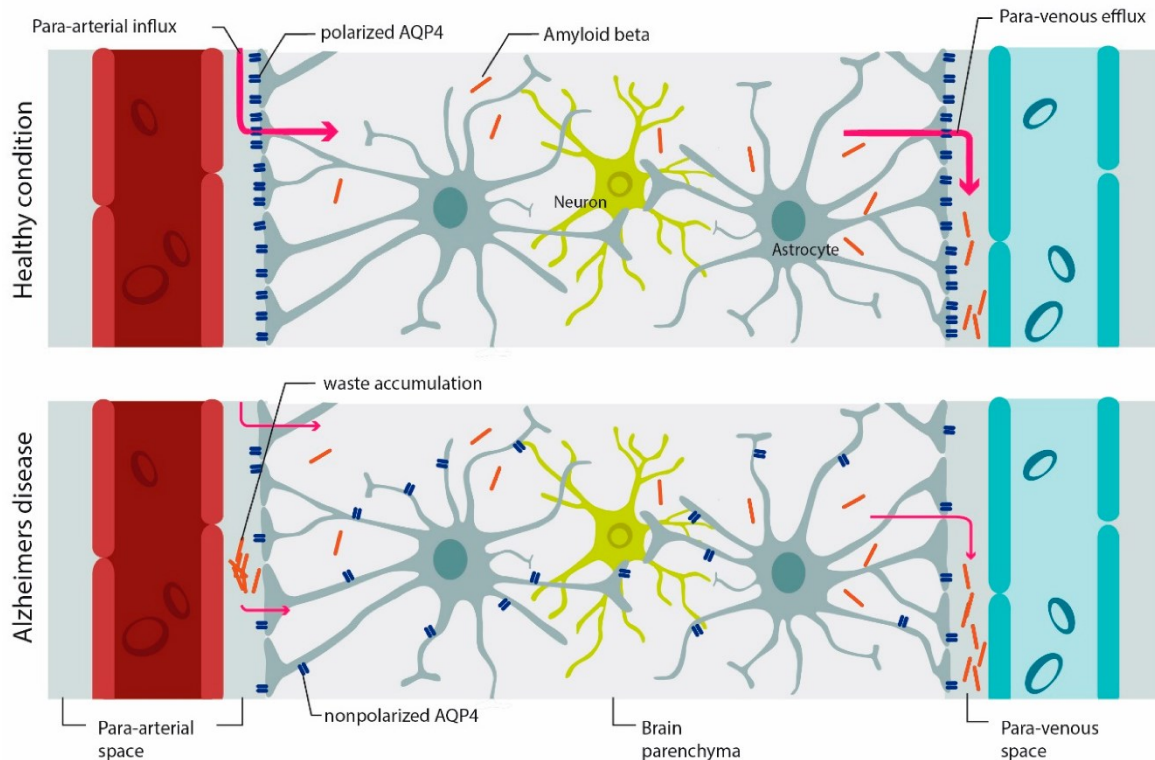 Para-arterial influx
polarized AQP4
Amyloid beta
Para-venous efflux
Healthy condition
Neuron
Astrocyte
waste accumulation
Alzheimers disease
Para-arterial
space
nonpolarized AQP4
Brain
parenchyma
Para-venous
space